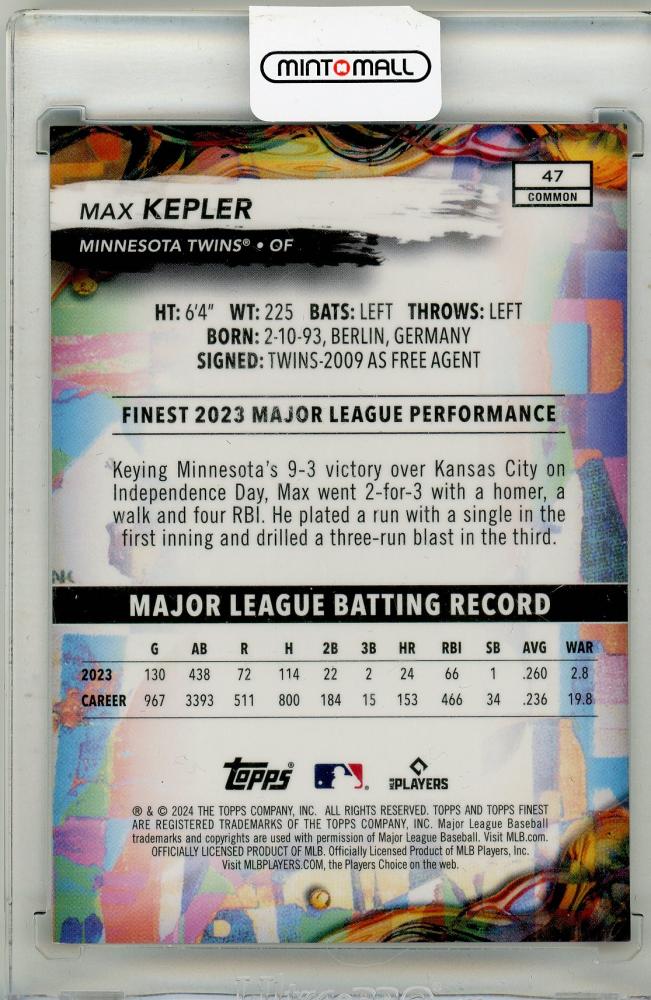 MINT MALL
47
COMMON
MAX KEPLER
MINNESOTA TWINS® • OF
HT: 6'4" WT: 225 BATS: LEFT THROWS: LEFT
BORN: 2-10-93, BERLIN, GERMANY
SIGNED: TWINS-2009 AS FREE AGENT
FINEST 2023 MAJOR LEAGUE PERFORMANCE
Keying Minnesota's 9-3 victory over Kansas City on
Independence Day, Max went 2-for-3 with a homer, a
walk and four RBI. He plated a run with a single in the
first inning and drilled a three-run blast in the third.
MAJOR LEAGUE BATTING RECORD
G AB R H 2B 3B HR RBI SB AVG WAR
2023 130 438 72 114 22 2 24 66 1 .260 2.8
CAREER 967 3393 511 800 184 15 153 466 34 .236 19.8
Topps® MLB PLAYERS
® & © 2024 THE TOPPS COMPANY, INC. ALL RIGHTS RESERVED. TOPPS AND TOPPS FINEST
ARE REGISTERED TRADEMARKS OF THE TOPPS COMPANY, INC. Major League Baseball
trademarks and copyrights are used with permission of Major League Baseball. Visit MLB.com.
OFFICIALLY LICENSED PRODUCT OF MLB. Officially Licensed Product of MLB Players, Inc.
Visit MLBPLAYERS.COM, the Players Choice on the web.